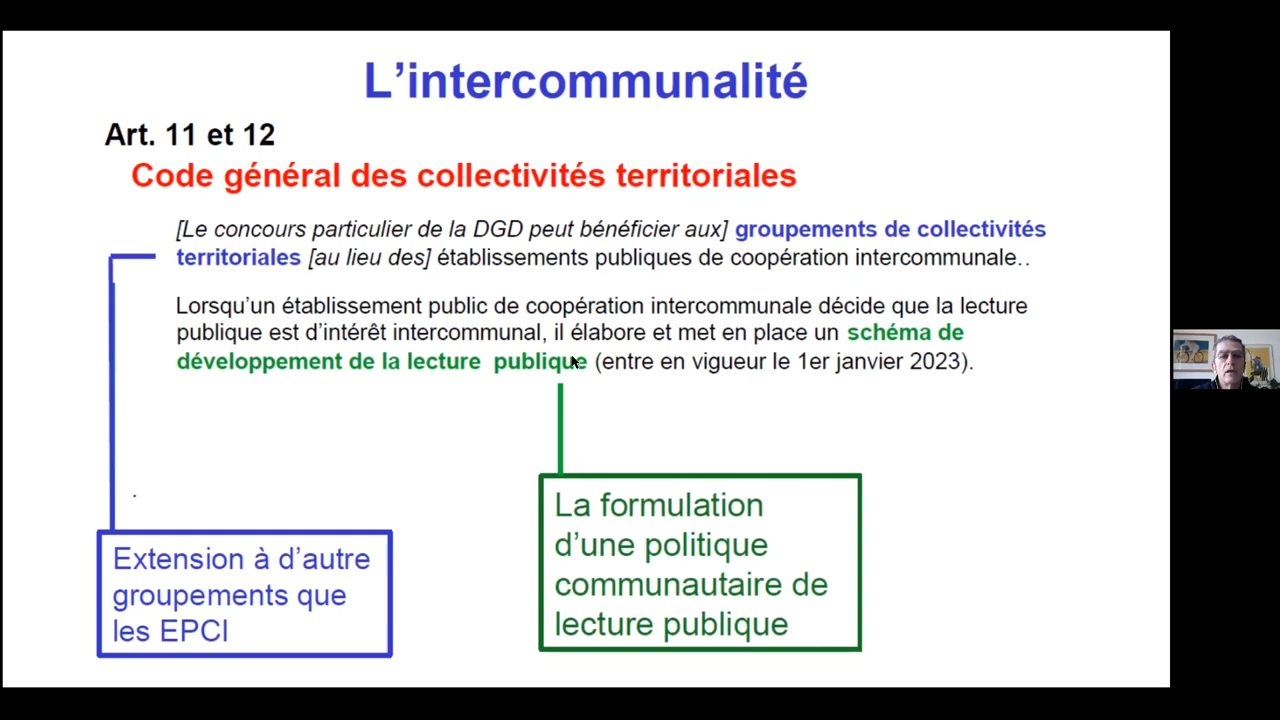 L’intercommunalité
Art. 11 et 12
Code général des collectivités territoriales
[Le concours particulier de la DGD peut bénéficier aux] groupements de collectivités
territoriales [au lieu des] établissements publiques de coopération intercommunale..
Lorsqu’un établissement public de coopération intercommunale décide que la lecture
publique est d’intérêt intercommunal, il élabore et met en place un schéma de
développement de la lecture publique (entre en vigueur le 1er janvier 2023).
Extension à d’autre
groupements que
les EPCI
La formulation
d’une politique
communautaire de
lecture publique